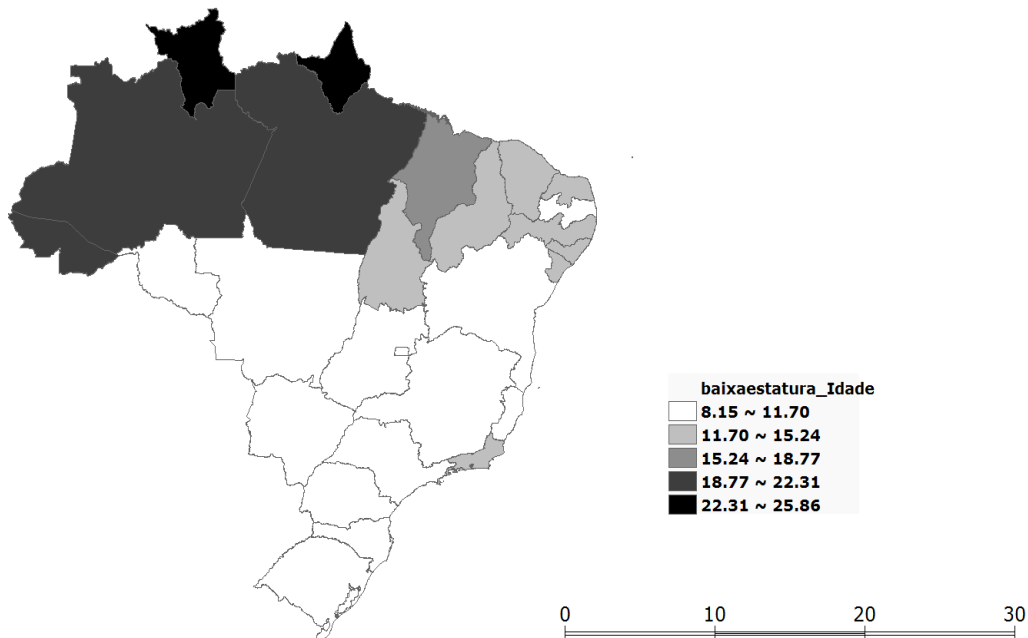 baixaestatura_Idade
8.15 ~ 11.70
11.70 ~ 15.24
15.24 ~ 18.77
18.77 ~ 22.31
22.31 ~ 25.86
0 10 20 30